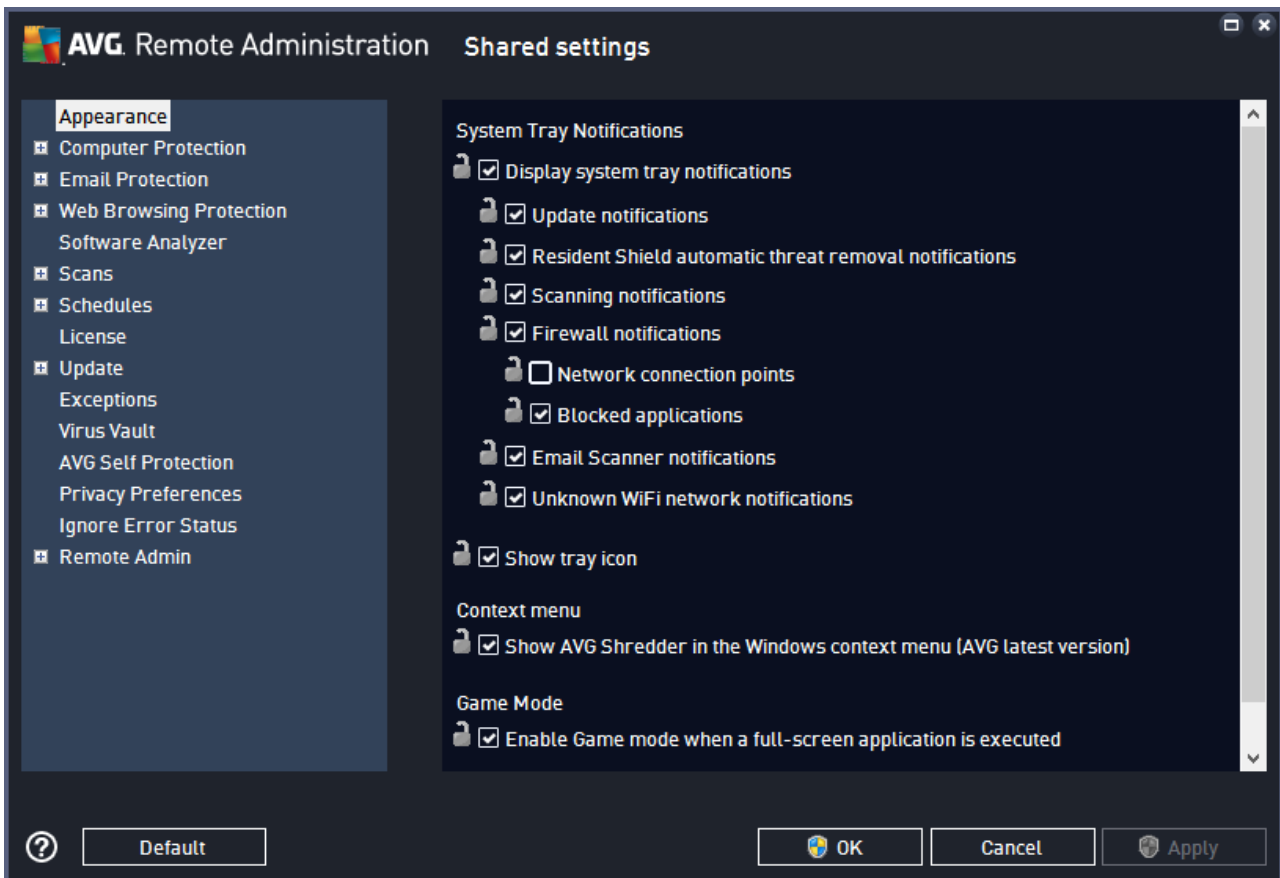 AVG. Remote Administration Shared settings
Appearance
Computer Protection
Email Protection
Web Browsing Protection
Software Analyzer
Scans
Schedules
License
Update
Exceptions
Virus Vault
AVG Self Protection
Privacy Preferences
Ignore Error Status
Remote Admin
System Tray Notifications
Display system tray notifications
Update notifications
Resident Shield automatic threat removal notifications
Scanning notifications
Firewall notifications
Network connection points
Blocked applications
Email Scanner notifications
Unknown WiFi network notifications
Show tray icon
Context menu
Show AVG Shredder in the Windows context menu (AVG latest version)
Game Mode
Enable Game mode when a full-screen application is executed
? Default OK Cancel Apply